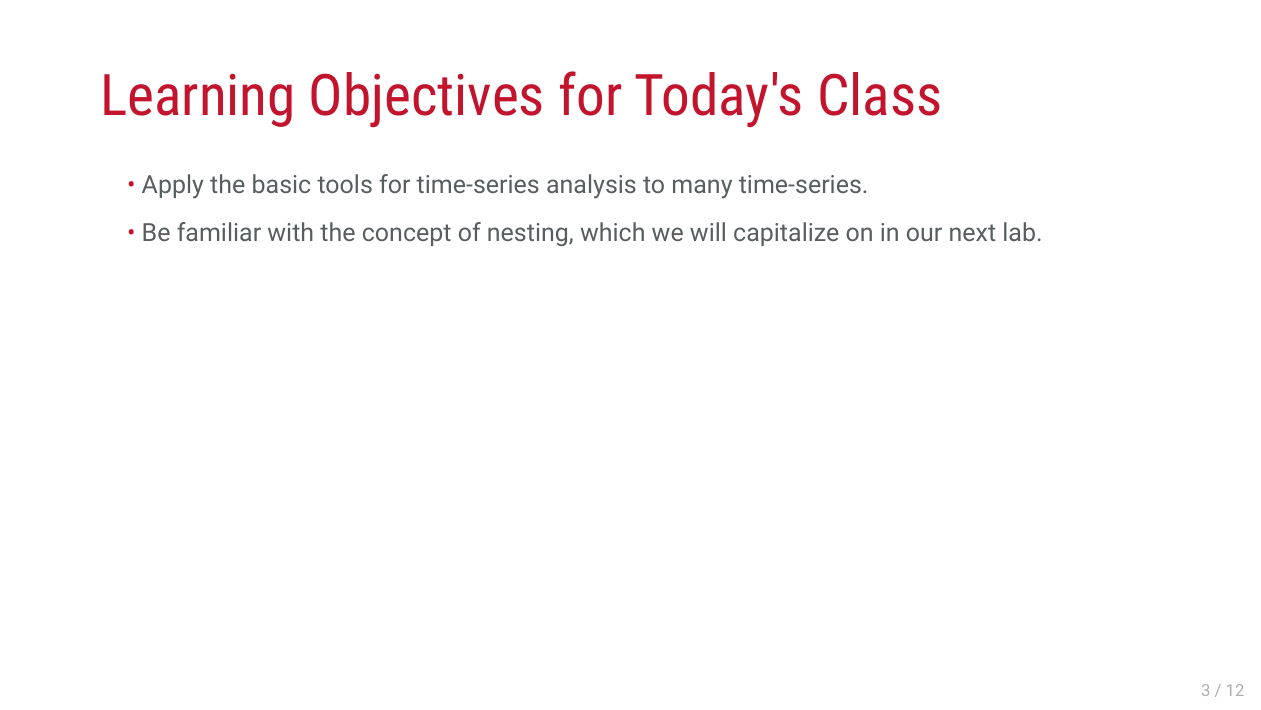 Learning Objectives for Today's Class
• Apply the basic tools for time-series analysis to many time-series.
• Be familiar with the concept of nesting, which we will capitalize on in our next lab.
3 / 12